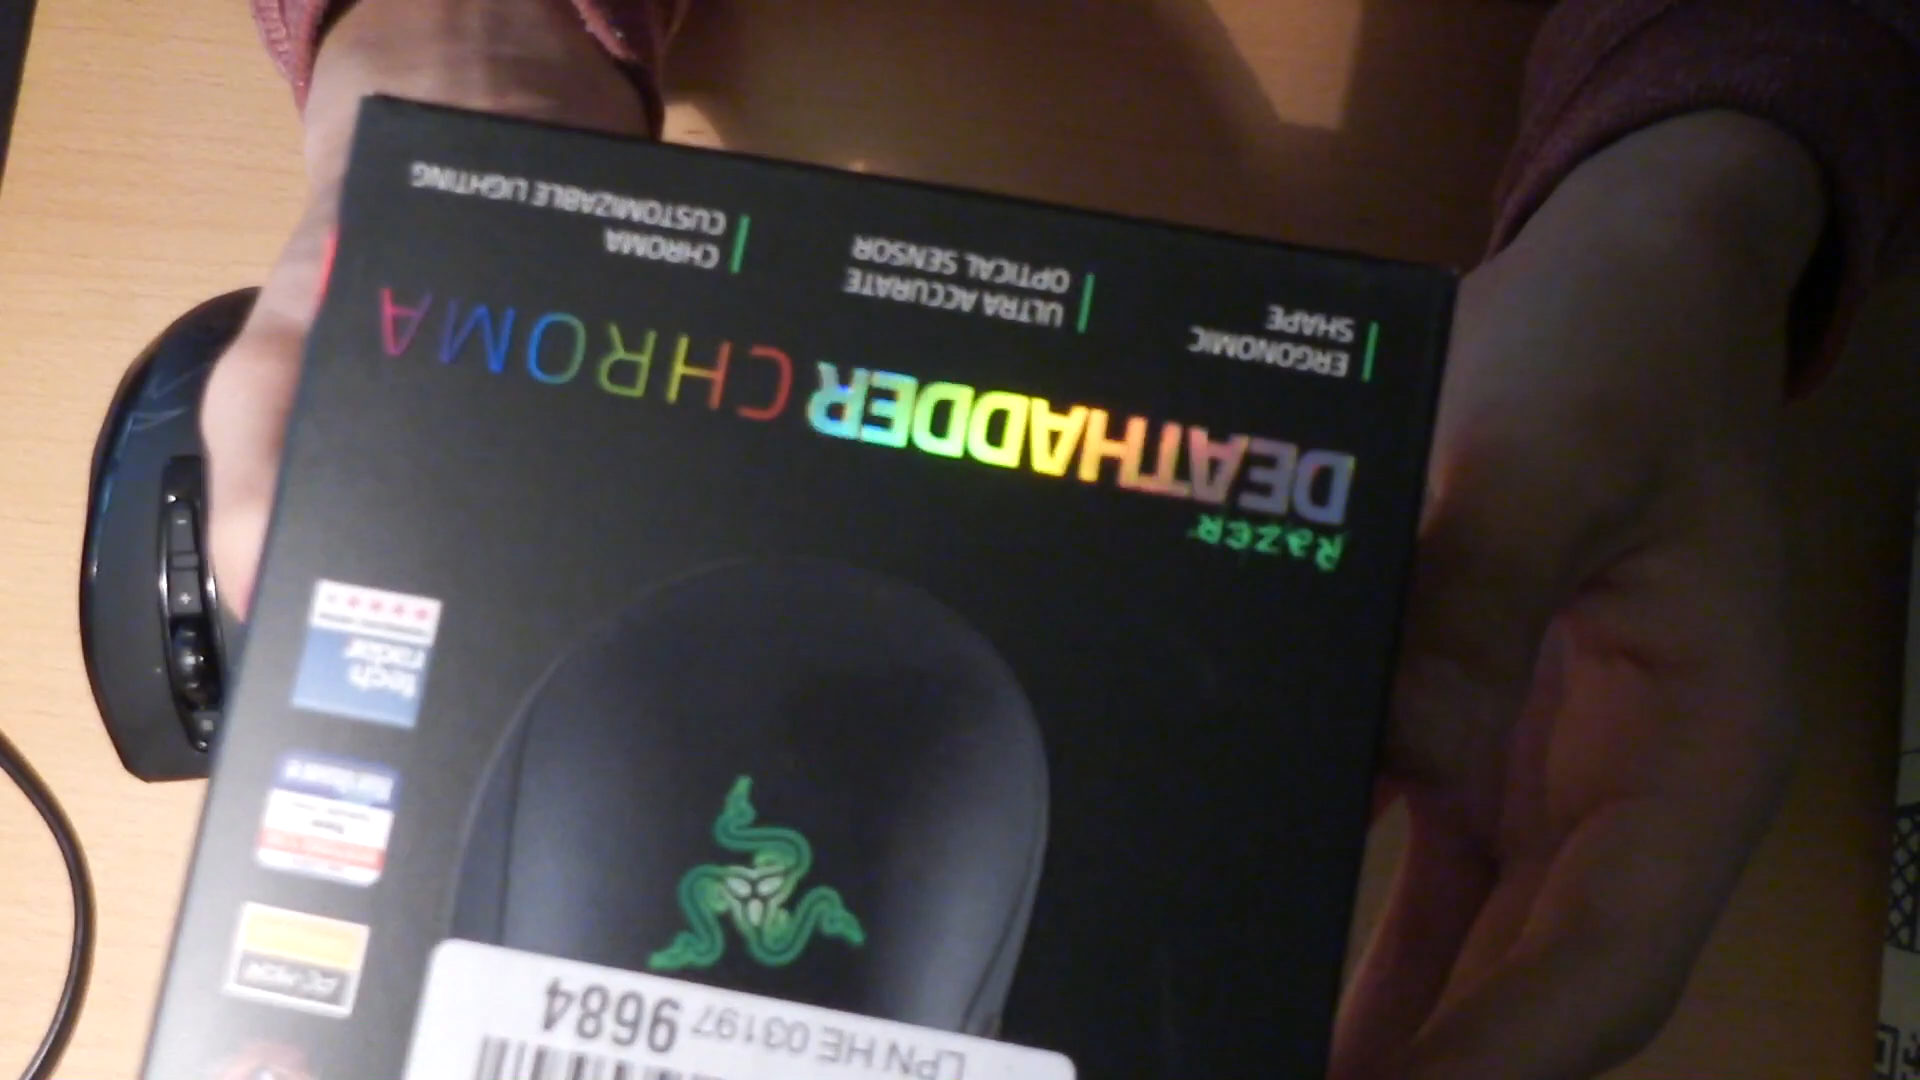 RAZER
DEATHADDER CHROMA
ERGONOMIC
SHAPE
ULTRA ACCURATE
OPTICAL SENSOR
CHROMA
CUSTOMIZABLE LIGHTING
tech
radar
LPN HE 03197 9684
-
+